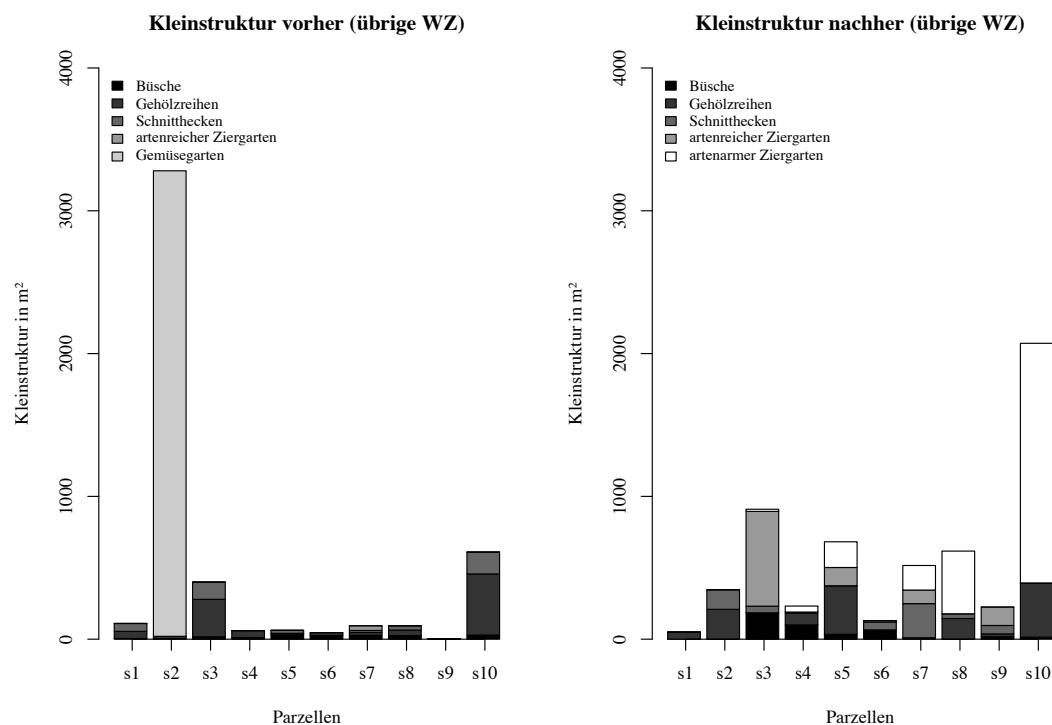 Kleinstruktur vorher (übrige WZ)
Kleinstruktur in m²
4000
3000
2000
1000
0
Büsche
Gehölzreihen
Schnitthecken
artenreicher Ziergarten
Gemüsegarten
s1 s2 s3 s4 s5 s6 s7 s8 s9 s10
Parzellen
Kleinstruktur nachher (übrige WZ)
Kleinstruktur in m²
4000
3000
2000
1000
0
Büsche
Gehölzreihen
Schnitthecken
artenreicher Ziergarten
artenarmer Ziergarten
s1 s2 s3 s4 s5 s6 s7 s8 s9 s10
Parzellen